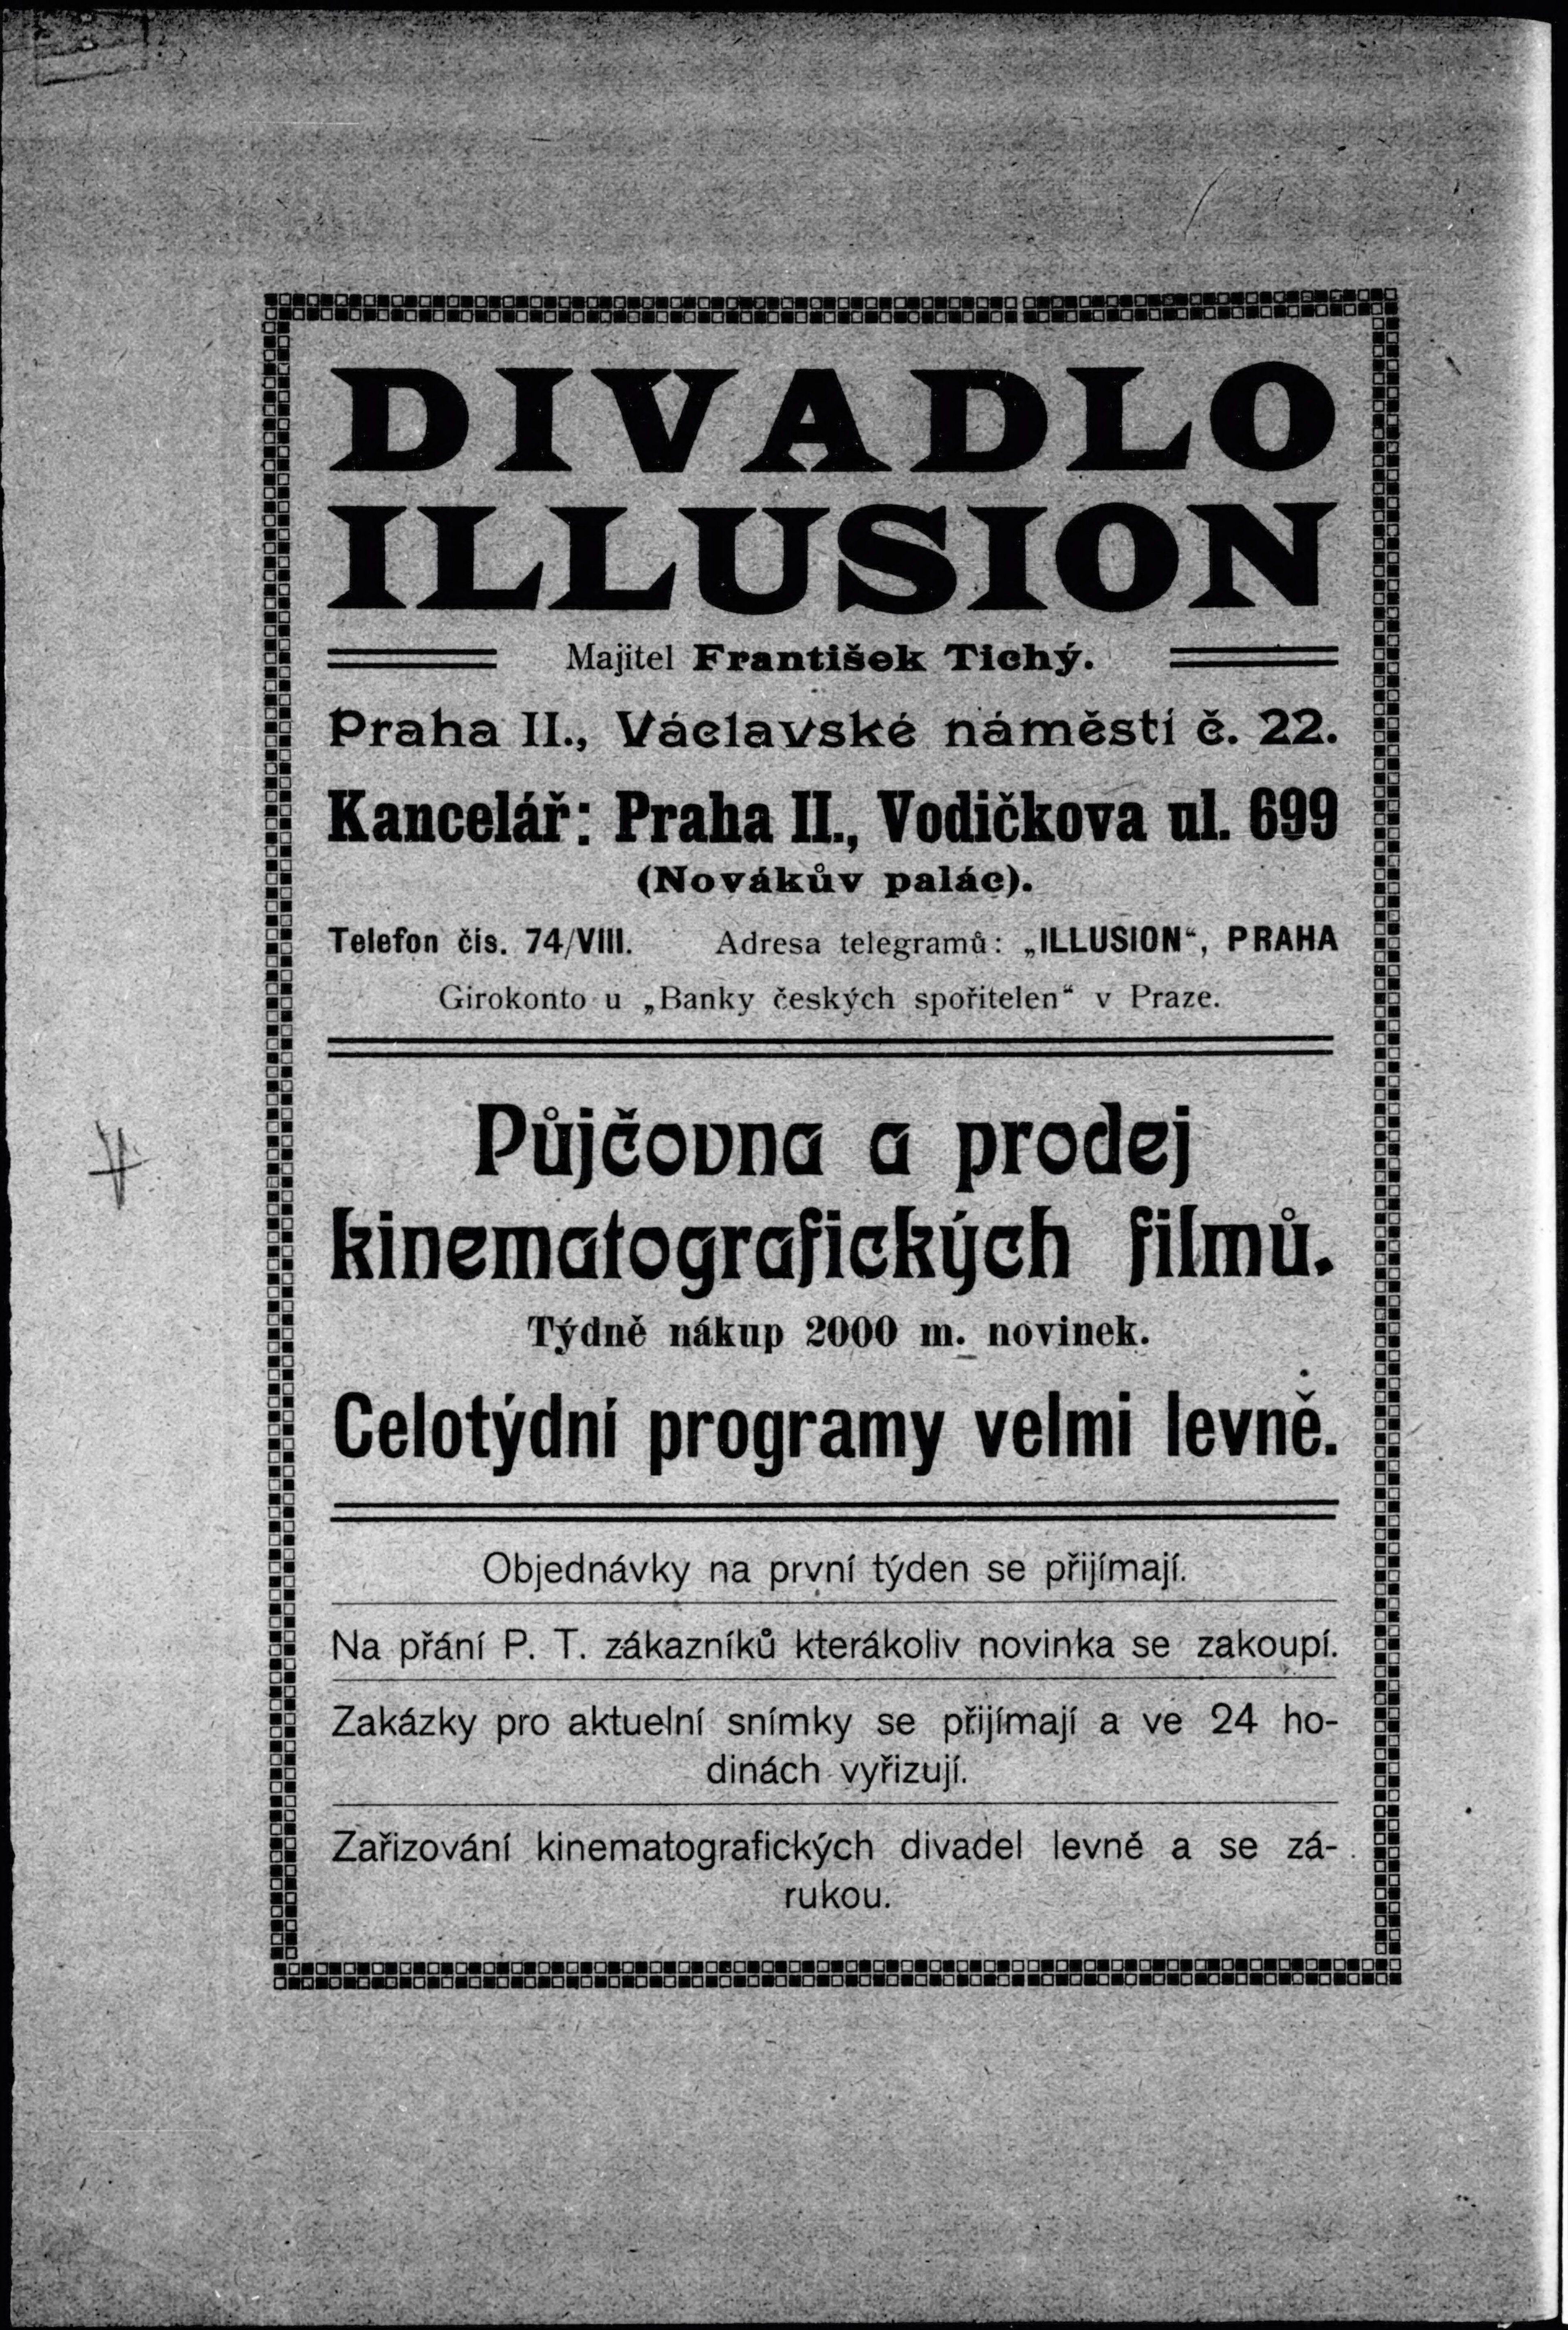 DIVADLO
ILLUSION
Majitel František Tichý.
Praha II., Václavské náměstí č. 22.
Kancelář: Praha II., Vodičkova ul. 699
(Novákův palác).
Telefon čís. 74/VIII. Adresa telegramů: „ILLUSION“, PRAHA
Girokonto u „Banky českých spořitelen“ v Praze.
Půjčovna a prodej
kinematografických filmů.
Týdně nákup 2000 m. novinek.
Celotýdní programy velmi levně.
Objednávky na první týden se přijímají.
Na přání P. T. zákazníků kterákoliv novinka se zakoupí.
Zakázky pro aktuelní snímky se přijímají a ve 24 ho-
dinách vyřizují.
Zařizování kinematografických divadel levně a se zá-
rukou.